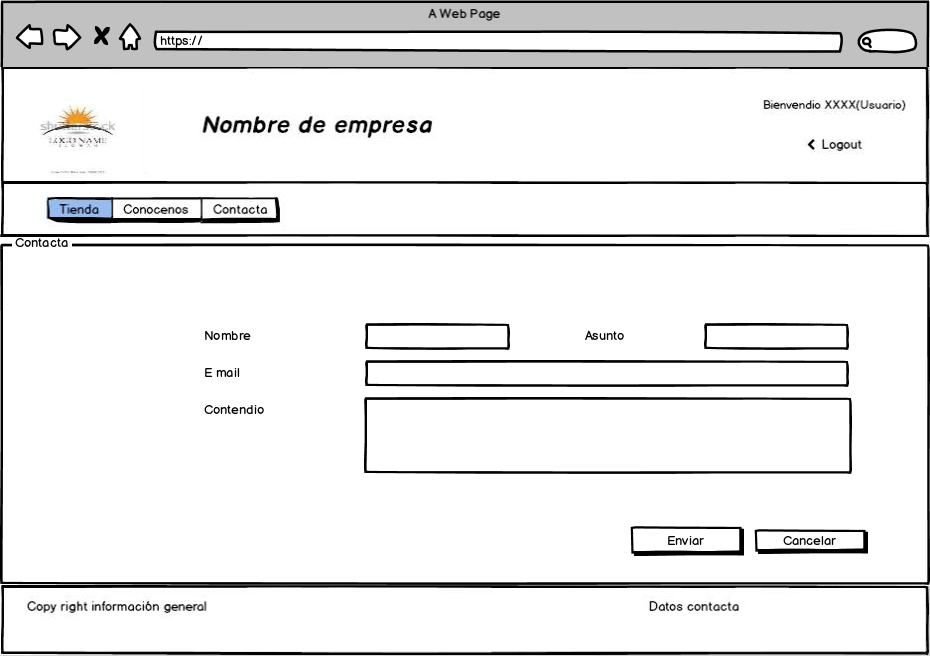 A Web Page
https://
LOGO NAME
Nombre de empresa
Bienvendio XXXX(Usuario)
Logout
Tienda Conocenos Contacta
Contacta
Nombre Asunto
E mail
Contendio
Enviar Cancelar
Copy right información general Datos contacta